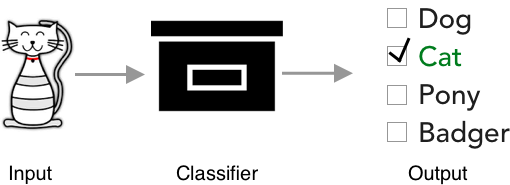 Dog
Cat
Pony
Badger
Input
Classifier
Output